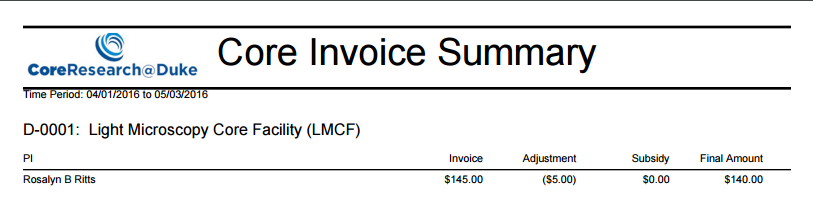 Core Invoice Summary
CoreResearch@Duke
Time Period: 04/01/2016 to 05/03/2016
D-0001: Light Microscopy Core Facility (LMCF)
PI Invoice Adjustment Subsidy Final Amount
Rosalyn B Ritts $145.00 ($5.00) $0.00 $140.00